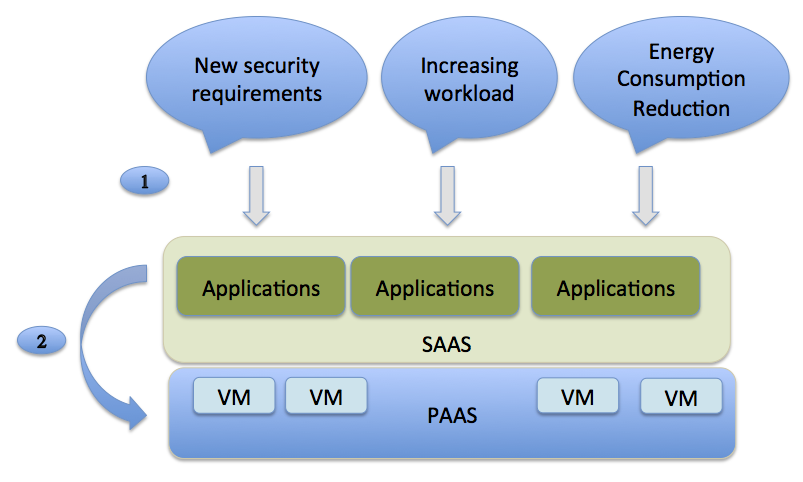 New security
requirements
Increasing
workload
Energy
Consumption
Reduction
1
Applications
Applications
Applications
2
SAAS
VM
VM
PAAS
VM
VM